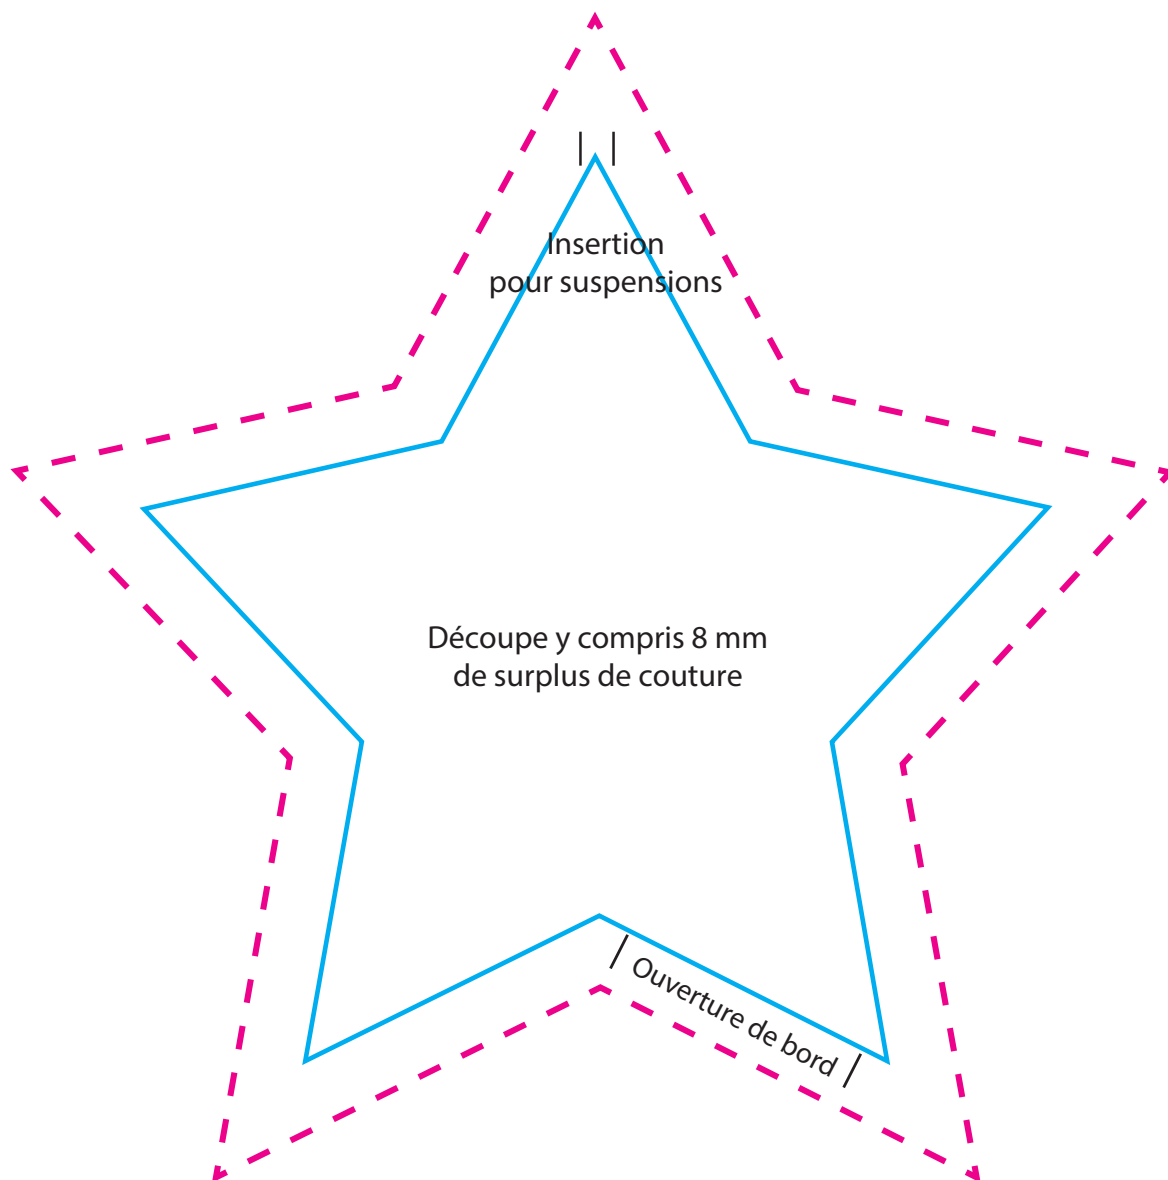 Insertion
pour suspensions
Découpe y compris 8 mm
de surplus de couture
Ouverture de bord